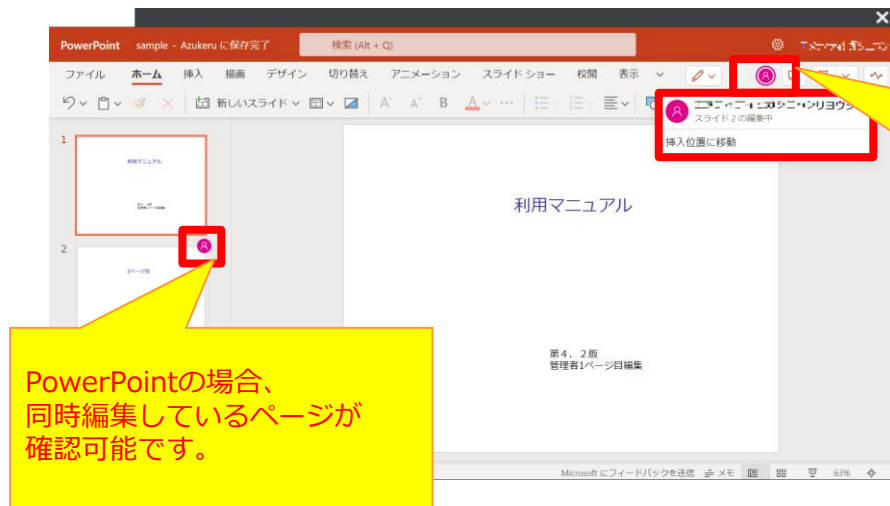 PowerPoint sample - Azukeru に保存完了 検索 (Alt + Q)
ファイル ホーム 挿入 描画 デザイン 切り替え アニメーション スライド ショー 校閲 表示
新しいスライド A A B A
スライド 2 の編集中
挿入位置に移動
1
利用マニュアル
2
2ページ目
利用マニュアル
第4．2版
管理者1ページ目編集
PowerPointの場合、
同時編集しているページが
確認可能です。
Microsoft にフィードバックを送信 メモ 63%